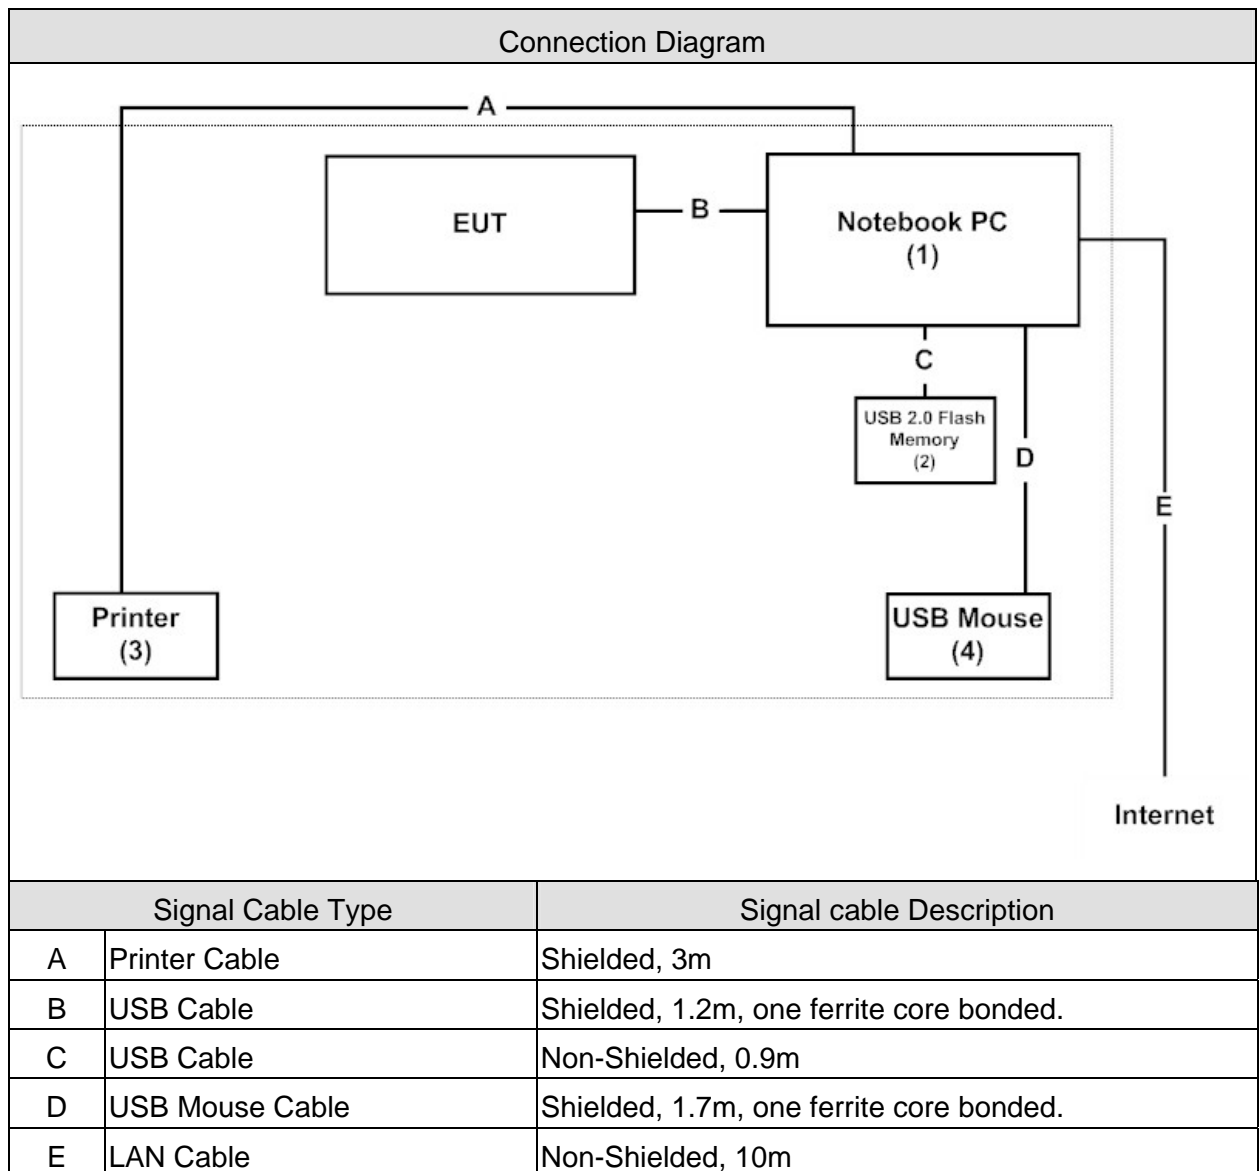 Connection Diagram
A
EUT
B
Notebook PC
(1)
C
USB 2.0 Flash
Memory
(2)
D
E
Printer
(3)
USB Mouse
(4)
Internet
Signal Cable Type Signal cable Description
A Printer Cable Shielded, 3m
B USB Cable Shielded, 1.2m, one ferrite core bonded.
C USB Cable Non-Shielded, 0.9m
D USB Mouse Cable Shielded, 1.7m, one ferrite core bonded.
E LAN Cable Non-Shielded, 10m